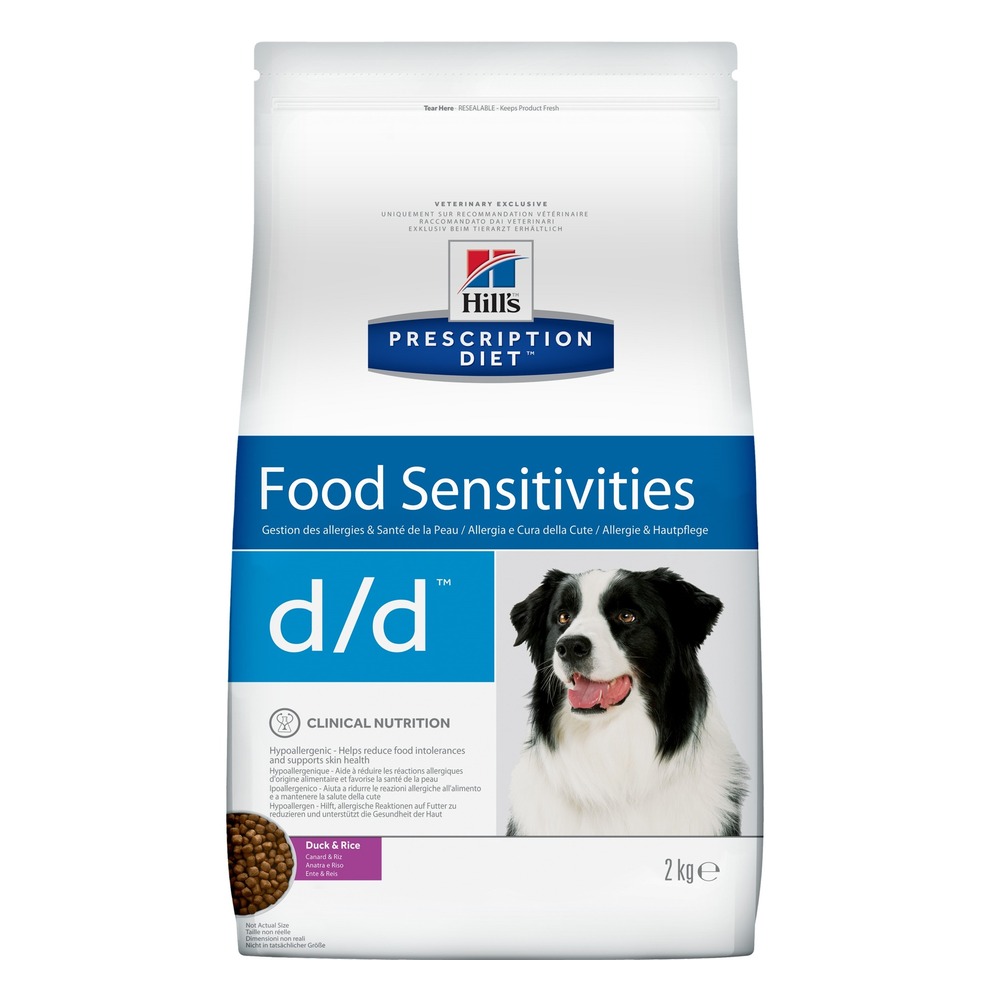 Tear Here - RESEALABLE - Keeps Product Fresh
VETERINARY EXCLUSIVE
UNIQUEMENT SUR RECOMMANDATION VÉTÉRINAIRE
RACCOMANDATO DAI VETERINARI
EXKLUSIV BEIM TIERARZT ERHÄLTLICH
Hill's™
PRESCRIPTION
DIET™
Food Sensitivities
Gestion des allergies & Santé de la Peau / Allergia e Cura della Cute / Allergie & Hautpflege
d/d™
CLINICAL NUTRITION
Hypoallergenic - Helps reduce food intolerances
and supports skin health
Hypoallergenique - Aide à réduire les réactions allergiques
d'origine alimentaire et favorise la santé de la peau
Ipoallergenico - Aiuta a ridurre le reazioni allergiche all'alimento
e a mantenere la salute della cute
Hypoallergen - Hilft, allergische Reaktionen auf Futter zu
reduzieren und unterstützt die Gesundheit der Haut
Duck & Rice
Canard & Riz
Anatra e Riso
Ente & Reis
2 kg ℮
Not Actual Size
Taille non réelle
Dimensioni non reali
Nicht in tatsächlicher Größe